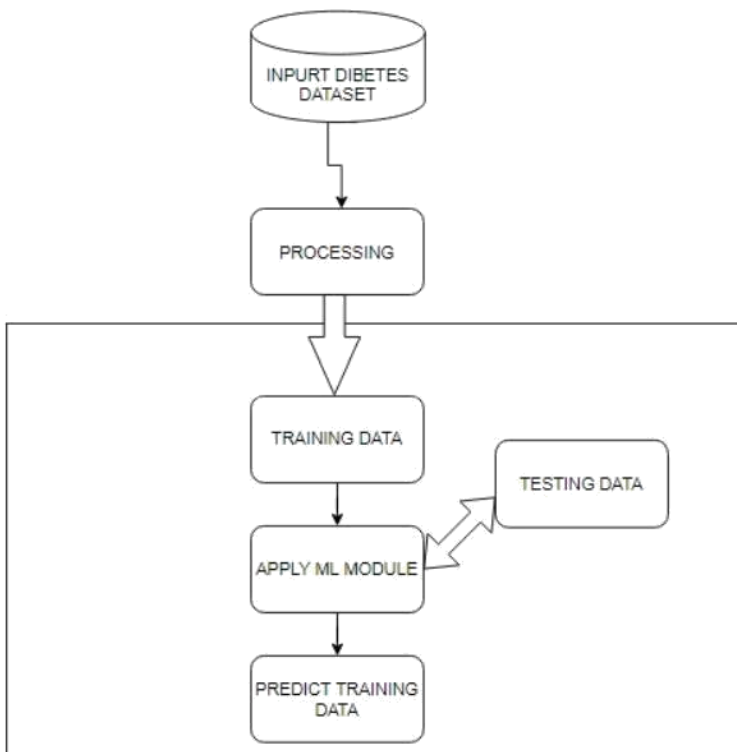 INPURT DIBETES
DATASET
PROCESSING
TRAINING DATA
TESTING DATA
APPLY ML MODULE
PREDICT TRAINING
DATA